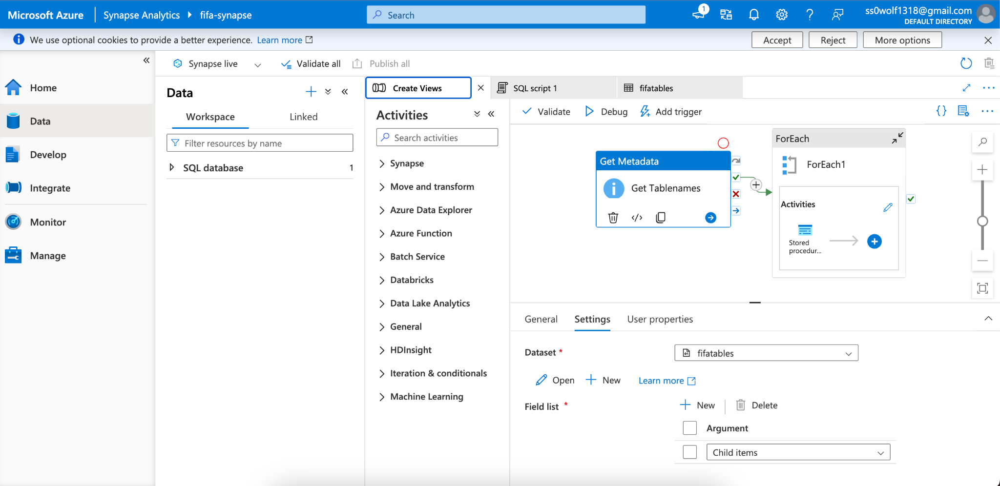 Microsoft Azure
Synapse Analytics
fifa-synapse
Search
1
ss0wolf1318@gmail.com
DEFAULT DIRECTORY
We use optional cookies to provide a better experience. Learn more
Accept
Reject
More options
Synapse live
Validate all
Publish all
Home
Data
Develop
Integrate
Monitor
Manage
Data
Workspace
Linked
Filter resources by name
SQL database
1
Create Views
SQL script 1
fifatables
Activities
Search activities
Synapse
Move and transform
Azure Data Explorer
Azure Function
Batch Service
Databricks
Data Lake Analytics
General
HDInsight
Iteration & conditionals
Machine Learning
Validate
Debug
Add trigger
Get Metadata
Get Tablenames
ForEach
ForEach1
Activities
Stored
procedur...
General
Settings
User properties
Dataset *
fifatables
Open
New
Learn more
Field list *
New
Delete
Argument
Child items